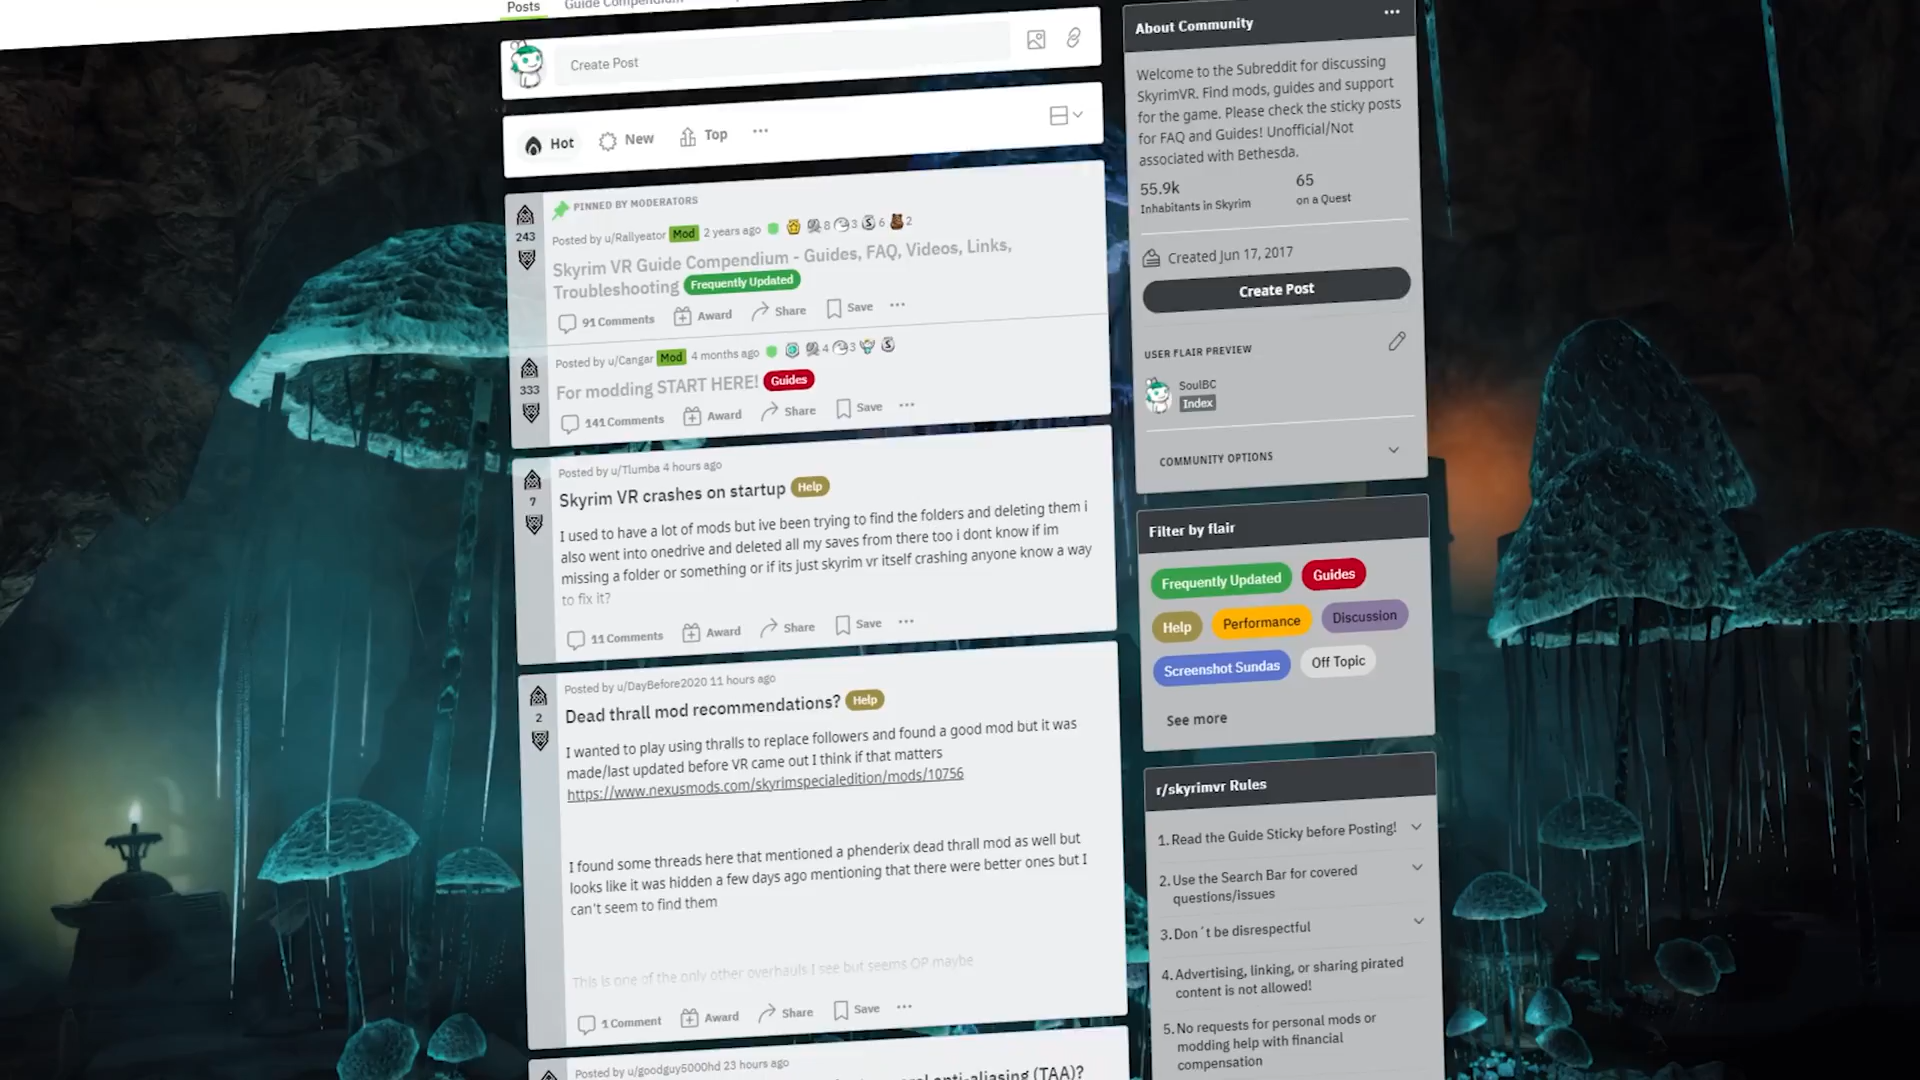 Posts Guide Compendium
Create Post
Hot New Top ...
PINNED BY MODERATORS
243
Posted by u/Rallyeator Mod 2 years ago 8 3 6 2
Skyrim VR Guide Compendium - Guides, FAQ, Videos, Links,
Troubleshooting Frequently Updated
91 Comments Award Share Save ...
Posted by u/Cangar Mod 4 months ago 4 3
333
For modding START HERE! Guides
141 Comments Award Share Save ...
Posted by u/Tlumba 4 hours ago
7
Skyrim VR crashes on startup Help
I used to have a lot of mods but ive been trying to find the folders and deleting them i
also went into onedrive and deleted all my saves from there too i dont know if im
missing a folder or something or if its just skyrim vr itself crashing anyone know a way
to fix it?
11 Comments Award Share Save ...
Posted by u/DayBefore2020 11 hours ago
2
Dead thrall mod recommendations? Help
I wanted to play using thralls to replace followers and found a good mod but it was
made/last updated before VR came out I think if that matters
https://www.nexusmods.com/skyrimspecialedition/mods/10756
I found some threads here that mentioned a phenderix dead thrall mod as well but
looks like it was hidden a few days ago mentioning that there were better ones but I
can't seem to find them
This is one of the only other overhauls I see but seems OP maybe
1 Comment Award Share Save ...
Posted by u/goodguy5000hd 23 hours ago
anti-aliasing (TAA)?
About Community ...
Welcome to the Subreddit for discussing
SkyrimVR. Find mods, guides and support
for the game. Please check the sticky posts
for FAQ and Guides! Unofficial/Not
associated with Bethesda.
55.9k 65
Inhabitants in Skyrim on a Quest
Created Jun 17, 2017
Create Post
USER FLAIR PREVIEW
SoulBC
Index
COMMUNITY OPTIONS
Filter by flair
Frequently Updated Guides
Help Performance Discussion
Screenshot Sundas Off Topic
See more
r/skyrimvr Rules
1. Read the Guide Sticky before Posting!
2. Use the Search Bar for covered
questions/issues
3. Don´t be disrespectful
4. Advertising, linking, or sharing pirated
content is not allowed!
5. No requests for personal mods or
modding help with financial
compensation